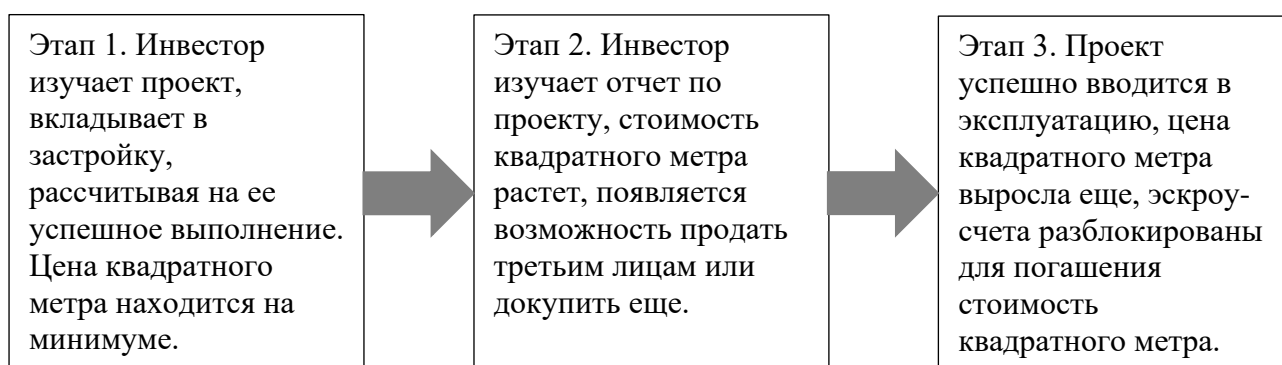 Этап 1. Инвестор
изучает проект,
вкладывает в
застройку,
рассчитывая на ее
успешное выполнение.
Цена квадратного
метра находится на
минимуме.
Этап 2. Инвестор
изучает отчет по
проекту, стоимость
квадратного метра
растет, появляется
возможность продать
третьим лицам или
докупить еще.
Этап 3. Проект
успешно вводится в
эксплуатацию, цена
квадратного метра
выросла еще, эскроу-
счета разблокированы
для погашения
стоимость
квадратного метра.